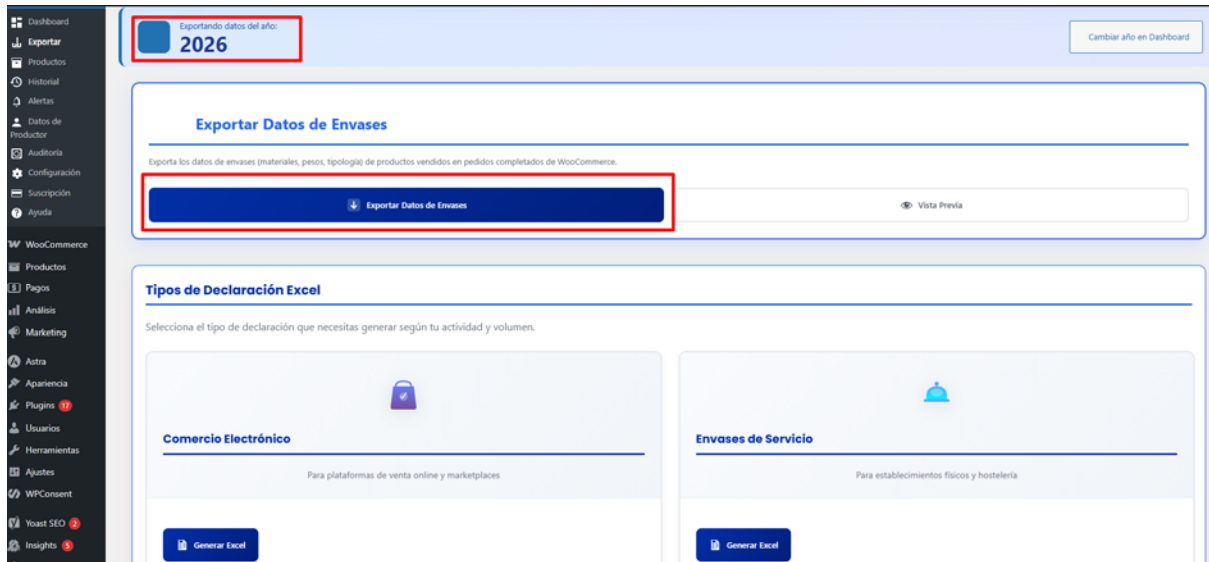 Dashboard
Exportar
Productos
Historial
Alertas
Datos de
Productor
Auditoría
Configuración
Suscripción
Ayuda
WooCommerce
Productos
Pagos
Análisis
Marketing
Astra
Apariencia
Plugins 17
Usuarios
Herramientas
Ajustes
WPConsent
Yoast SEO 2
Insights 5
Exportando datos del año:
2026
Cambiar año en Dashboard
Exportar Datos de Envases
Exporta los datos de envases (materiales, pesos, tipología) de productos vendidos en pedidos completados de WooCommerce.
Exportar Datos de Envases
Vista Previa
Tipos de Declaración Excel
Selecciona el tipo de declaración que necesitas generar según tu actividad y volumen.
Comercio Electrónico
Para plataformas de venta online y marketplaces
Generar Excel
Envases de Servicio
Para establecimientos físicos y hostelería
Generar Excel